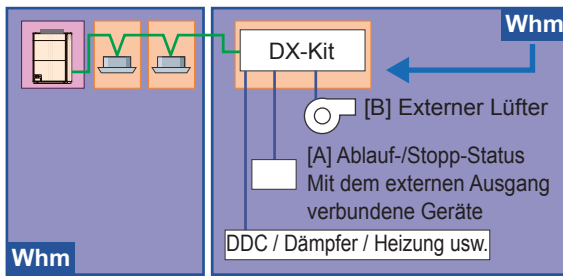 Whm
DX-Kit
[B] Externer Lüfter
[A] Ablauf-/Stopp-Status
Mit dem externen Ausgang
verbundene Geräte
DDC / Dämpfer / Heizung usw.
Whm